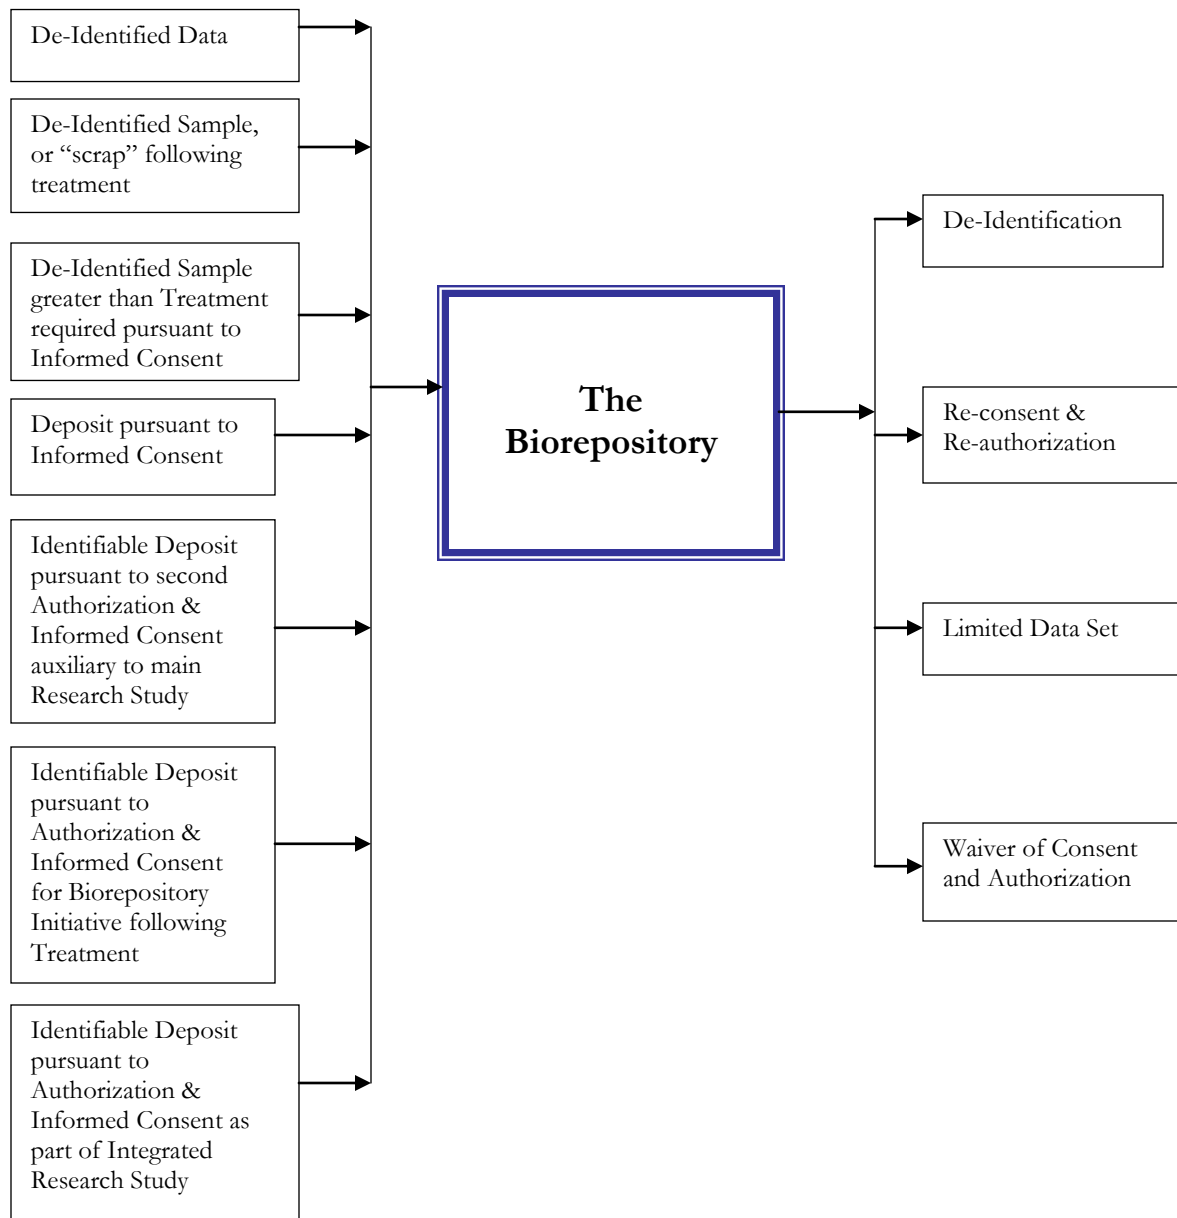 De-Identified Data
De-Identified Sample,
or “scrap” following
treatment
De-Identified Sample
greater than Treatment
required pursuant to
Informed Consent
Deposit pursuant to
Informed Consent
Identifiable Deposit
pursuant to second
Authorization &
Informed Consent
auxiliary to main
Research Study
Identifiable Deposit
pursuant to
Authorization &
Informed Consent
for Biorepository
Initiative following
Treatment
Identifiable Deposit
pursuant to
Authorization &
Informed Consent as
part of Integrated
Research Study
The
Biorepository
De-Identification
Re-consent &
Re-authorization
Limited Data Set
Waiver of Consent
and Authorization